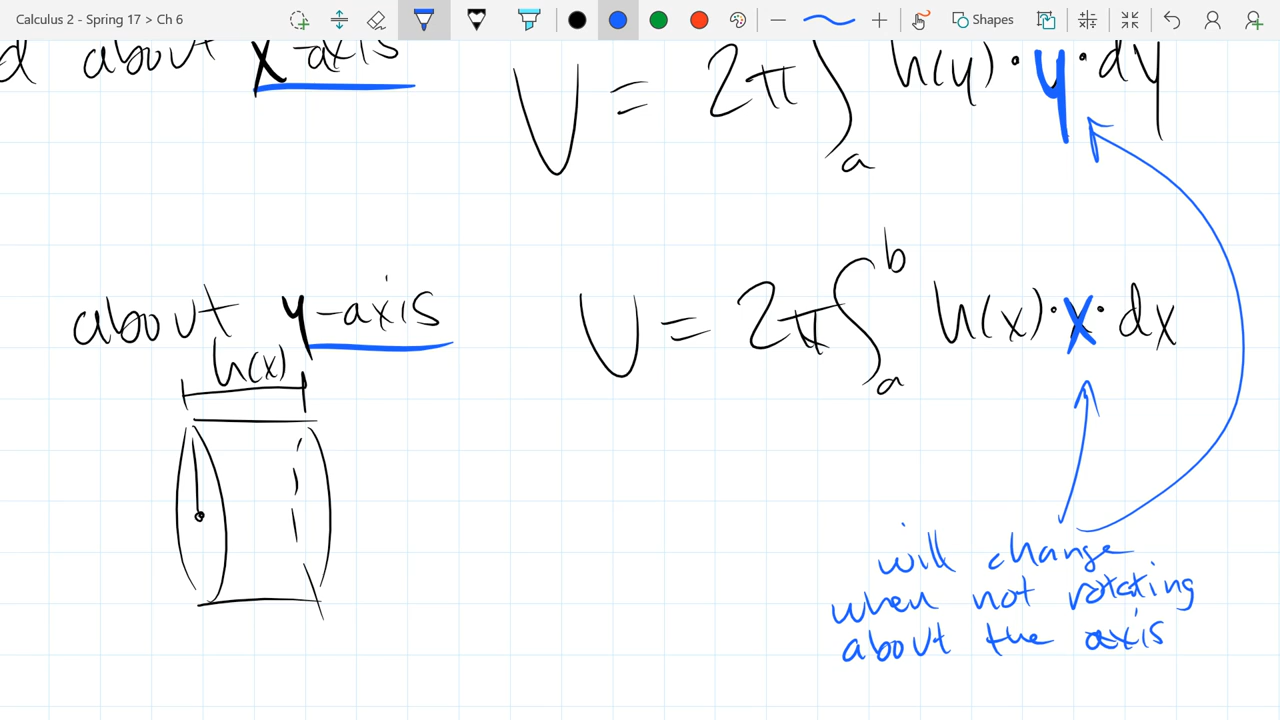 Calculus 2 - Spring 17 > Ch 6
Shapes
d about x-axis
V = 2π ∫ₐ h(y) · y · dy
about y-axis
V = 2π ∫ₐᵇ h(x) · x · dx
h(x)
will change
when not rotating
about the axis